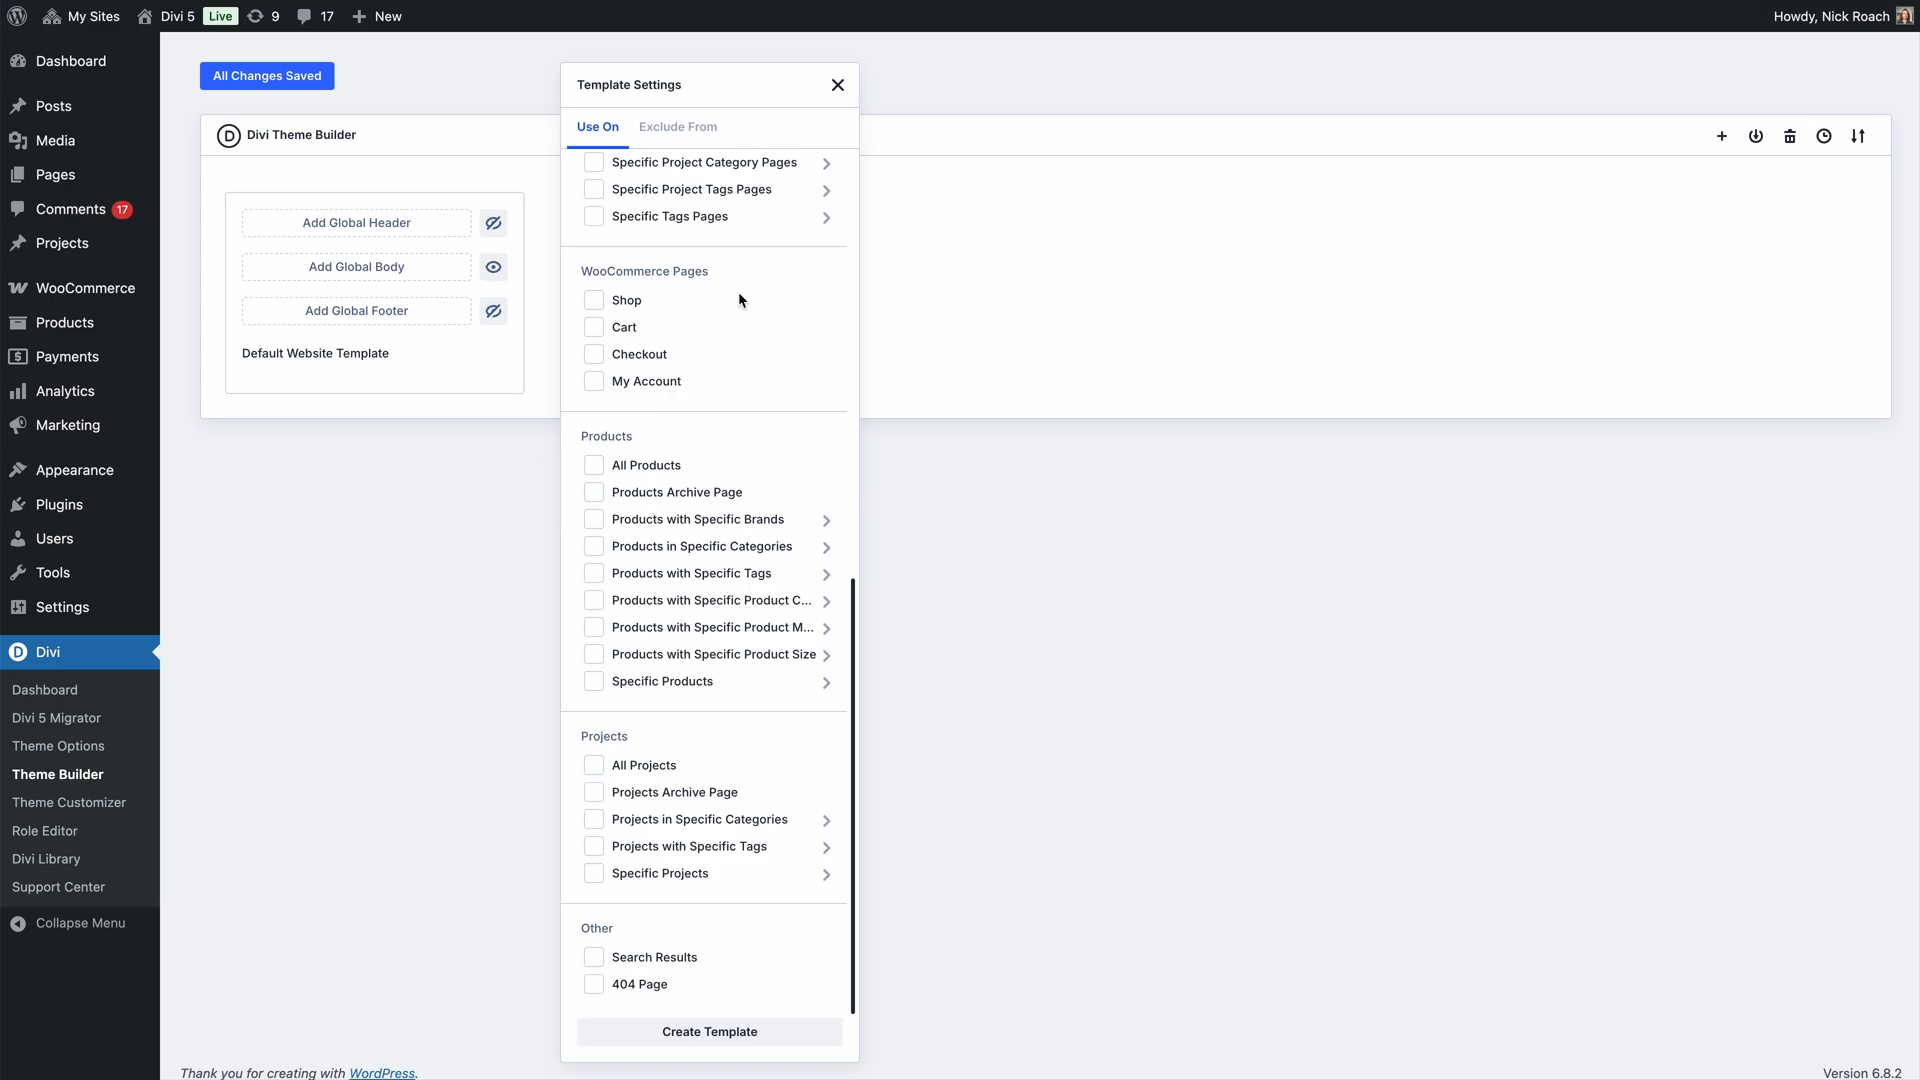 My Sites
Divi 5
Live
9
17
New
Howdy, Nick Roach
Dashboard
Posts
Media
Pages
Comments 17
Projects
WooCommerce
Products
Payments
Analytics
Marketing
Appearance
Plugins
Users
Tools
Settings
Divi
Dashboard
Divi 5 Migrator
Theme Options
Theme Builder
Theme Customizer
Role Editor
Divi Library
Support Center
Collapse Menu
All Changes Saved
Divi Theme Builder
Add Global Header
Add Global Body
Add Global Footer
Default Website Template
Template Settings
Use On
Exclude From
Specific Project Category Pages
Specific Project Tags Pages
Specific Tags Pages
WooCommerce Pages
Shop
Cart
Checkout
My Account
Products
All Products
Products Archive Page
Products with Specific Brands
Products in Specific Categories
Products with Specific Tags
Products with Specific Product C...
Products with Specific Product M...
Products with Specific Product Size
Specific Products
Projects
All Projects
Projects Archive Page
Projects in Specific Categories
Projects with Specific Tags
Specific Projects
Other
Search Results
404 Page
Create Template
Thank you for creating with WordPress.
Version 6.8.2